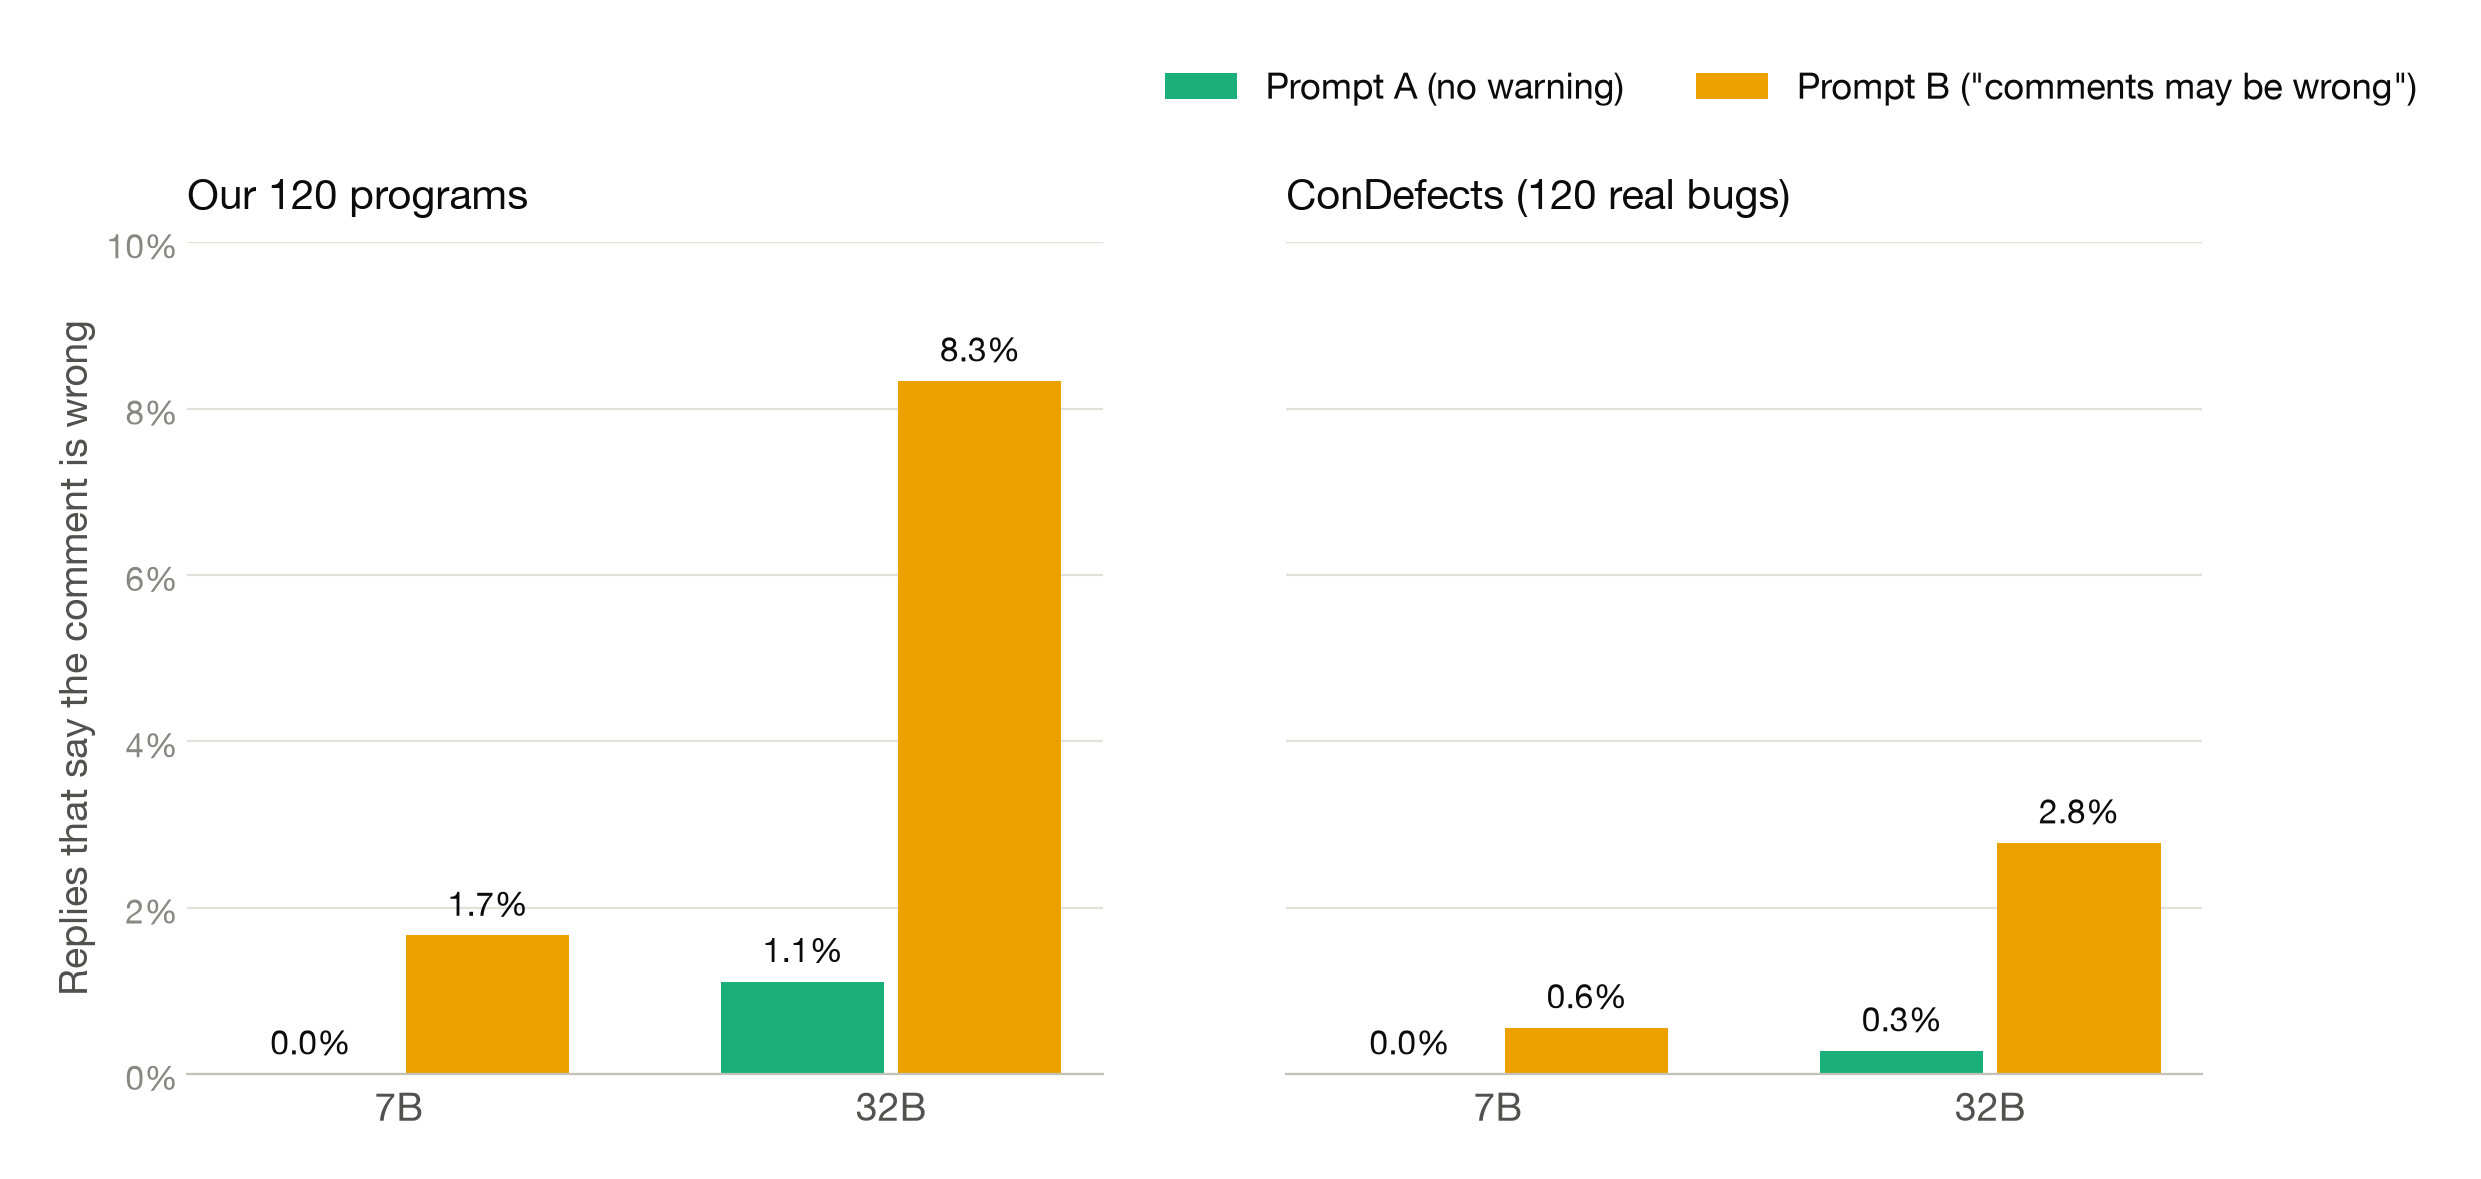 Prompt A (no warning)
Prompt B ("comments may be wrong")
Our 120 programs
ConDefects (120 real bugs)
Replies that say the comment is wrong
10%
8%
6%
4%
2%
0%
0.0%
1.7%
1.1%
8.3%
7B
32B
0.0%
0.6%
0.3%
2.8%
7B
32B